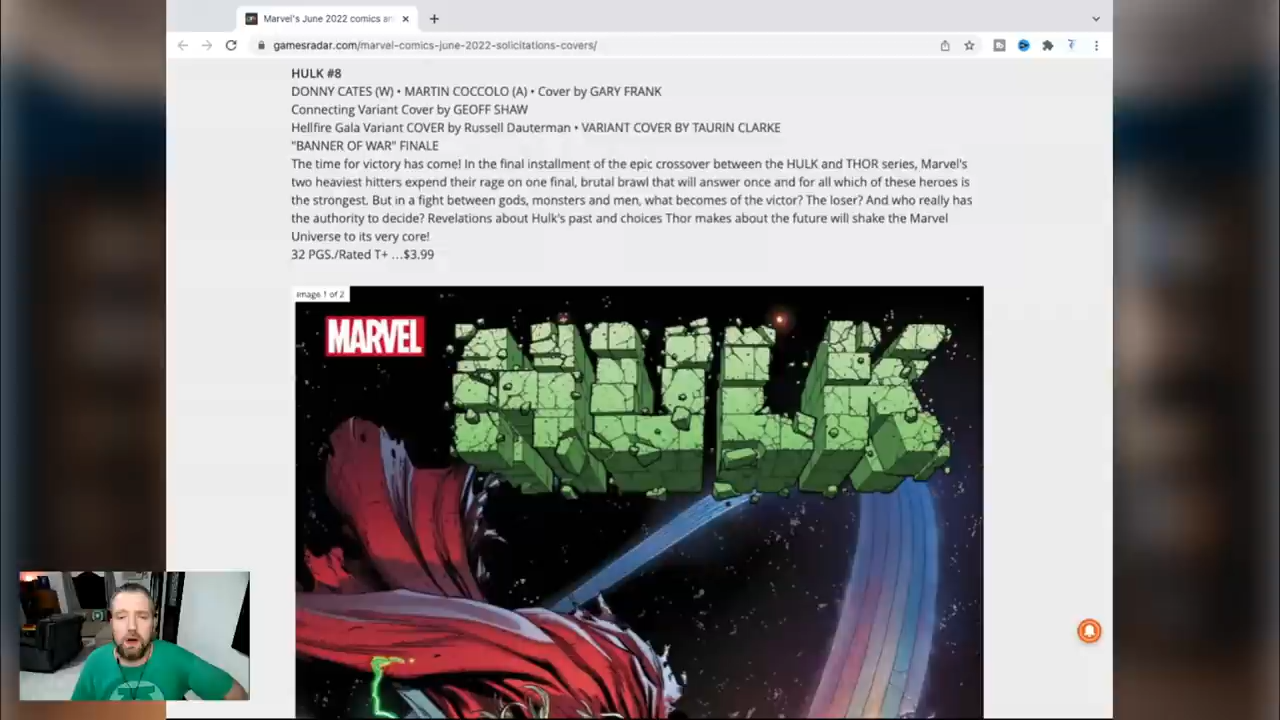 Marvel's June 2022 comics an
gamesradar.com/marvel-comics-june-2022-solicitations-covers/
HULK #8
DONNY CATES (W) • MARTIN COCCOLO (A) • Cover by GARY FRANK
Connecting Variant Cover by GEOFF SHAW
Hellfire Gala Variant COVER by Russell Dauterman • VARIANT COVER BY TAURIN CLARKE
"BANNER OF WAR" FINALE
The time for victory has come! In the final installment of the epic crossover between the HULK and THOR series, Marvel's
two heaviest hitters expend their rage on one final, brutal brawl that will answer once and for all which of these heroes is
the strongest. But in a fight between gods, monsters and men, what becomes of the victor? The loser? And who really has
the authority to decide? Revelations about Hulk's past and choices Thor makes about the future will shake the Marvel
Universe to its very core!
32 PGS./Rated T+ …$3.99
Image 1 of 2
MARVEL
HULK